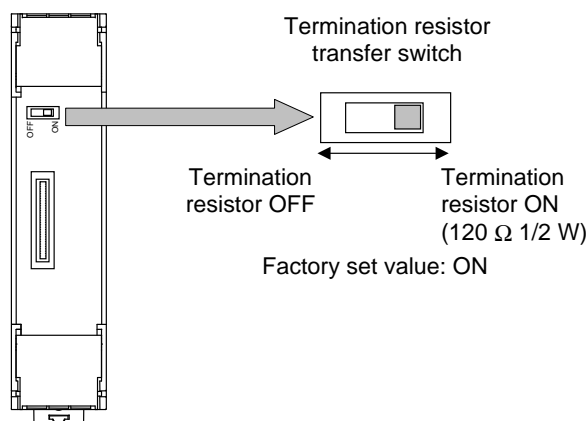 Termination resistor
transfer switch
OFF
ON
Termination
resistor OFF
Termination
resistor ON
(120 Ω 1/2 W)
Factory set value: ON